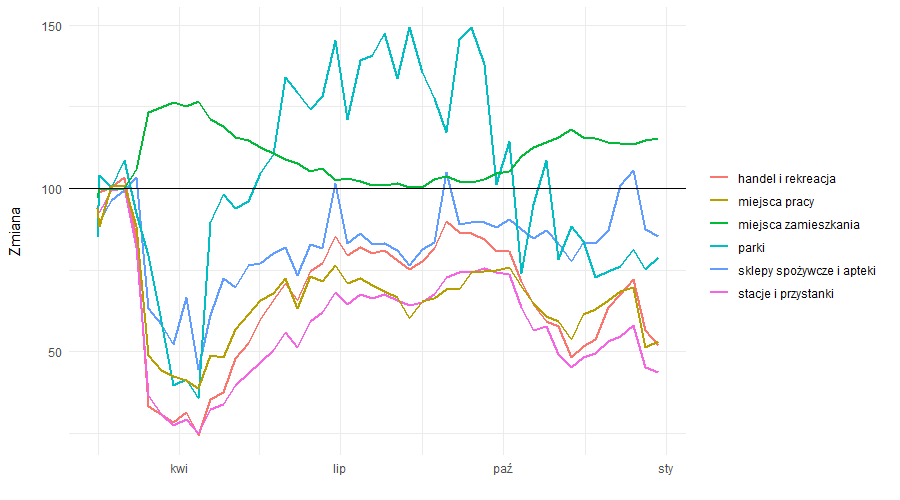 150
100
50
Zmiana
kwi
lip
paź
sty
handel i rekreacja
miejsca pracy
miejsca zamieszkania
parki
sklepy spożywcze i apteki
stacje i przystanki